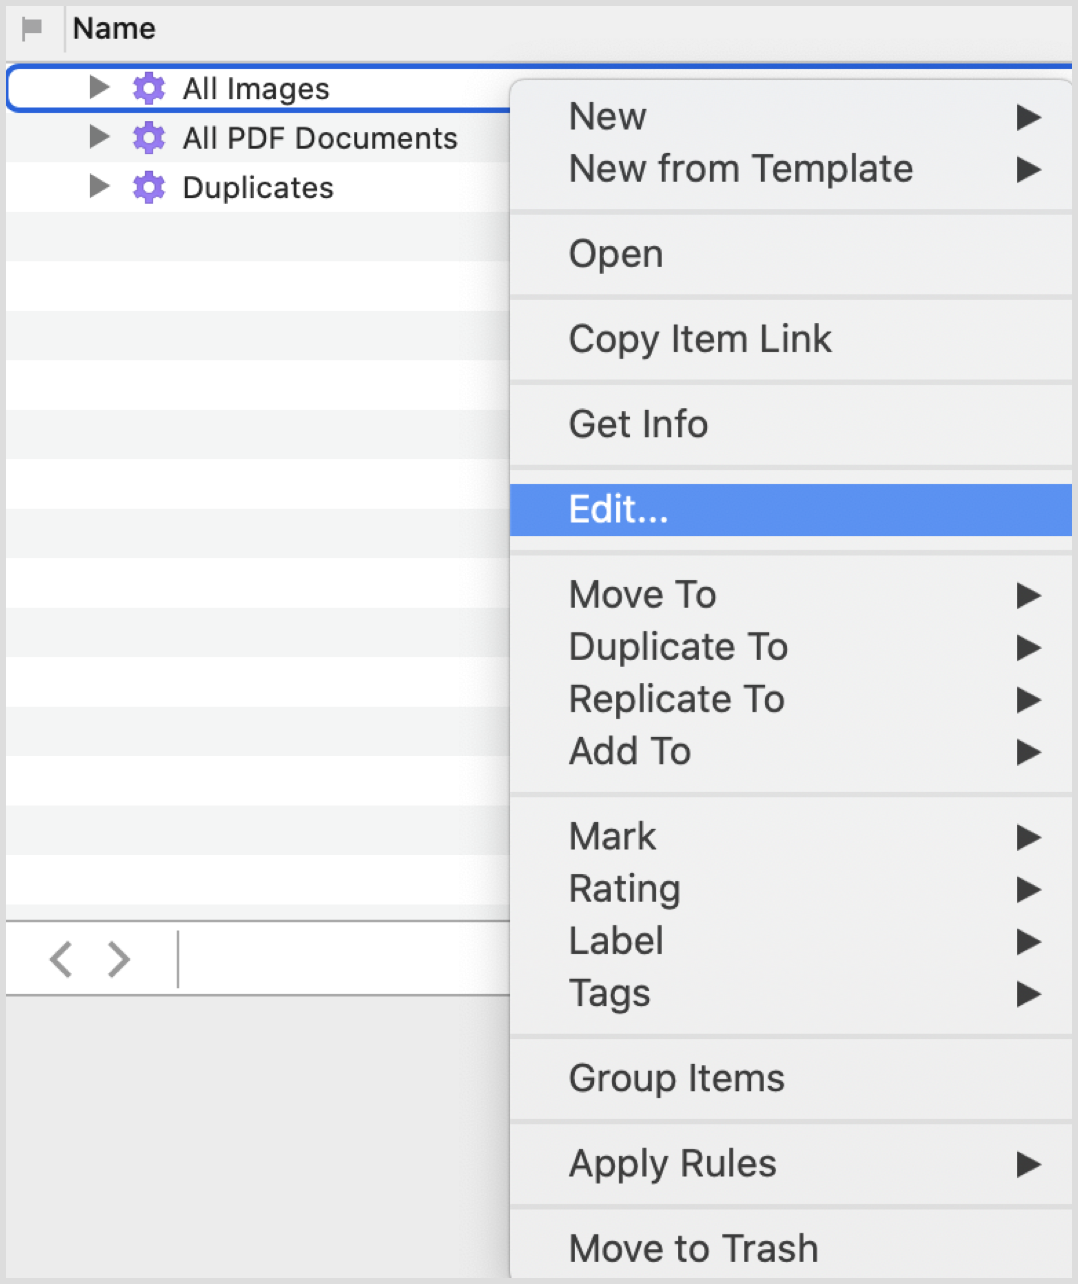 Name
All Images
All PDF Documents
Duplicates
New
New from Template
Open
Copy Item Link
Get Info
Edit...
Move To
Duplicate To
Replicate To
Add To
Mark
Rating
Label
Tags
Group Items
Apply Rules
Move to Trash